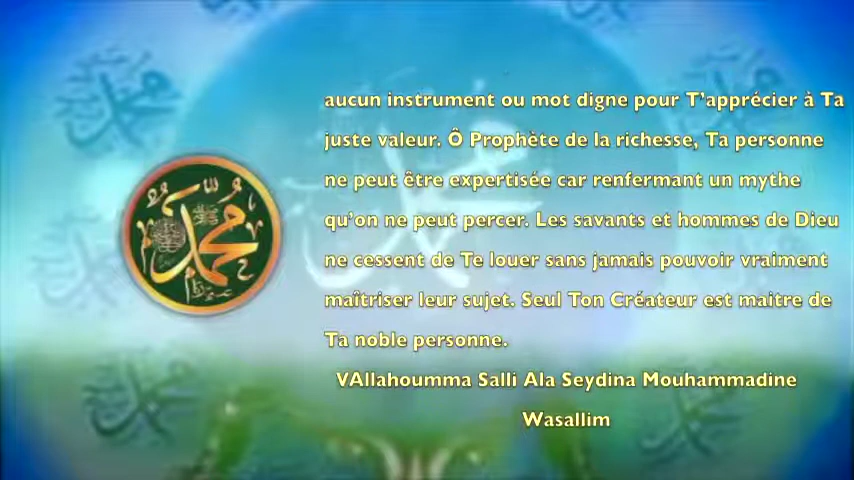 محمد
aucun instrument ou mot digne pour T'apprécier à Ta
juste valeur. Ô Prophète de la richesse, Ta personne
ne peut être expertisée car renfermant un mythe
qu'on ne peut percer. Les savants et hommes de Dieu
ne cessent de Te louer sans jamais pouvoir vraiment
maîtriser leur sujet. Seul Ton Créateur est maitre de
Ta noble personne.
VAllahoumma Salli Ala Seydina Mouhammadine
Wasallim